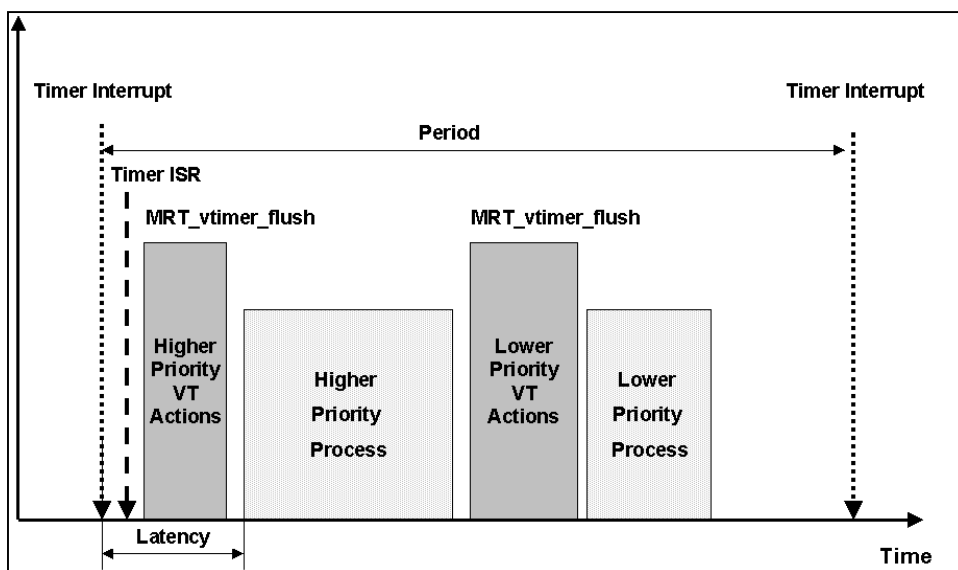 Timer Interrupt
Timer Interrupt
Period
Timer ISR
MRT_vtimer_flush
MRT_vtimer_flush
Higher
Priority
VT
Actions
Higher
Priority
Process
Lower
Priority
VT
Actions
Lower
Priority
Process
Latency
Time